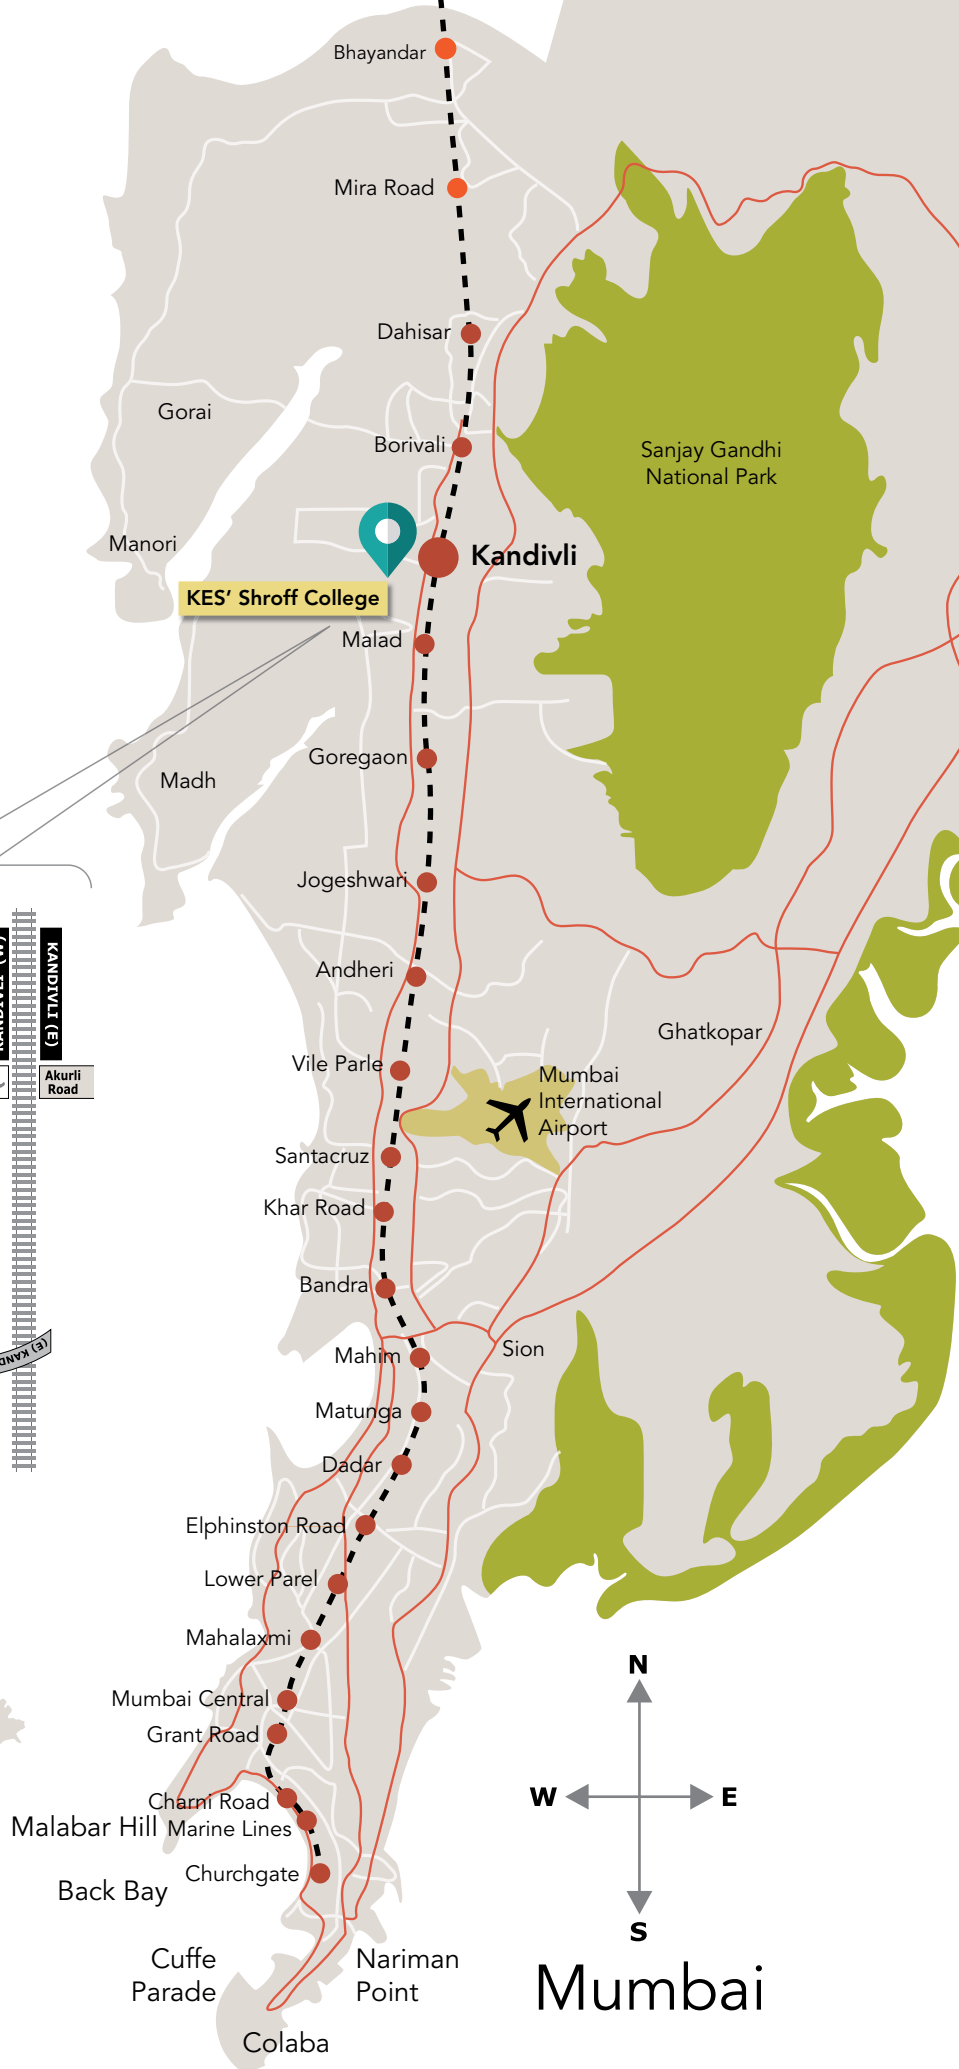 Bhayandar
Mira Road
Dahisar
Gorai
Borivali
Sanjay Gandhi
National Park
Manori
Kandivli
KES’ Shroff College
Malad
Goregaon
Madh
Jogeshwari
KANDIVLI (E)
Andheri
Ghatkopar
Vile Parle
Akurli
Road
Mumbai
International
Airport
Santacruz
Khar Road
Bandra
Mahim
Sion
Matunga
Dadar
Elphinston Road
Lower Parel
Mahalaxmi
N
Mumbai Central
Grant Road
W
E
Charni Road
Malabar Hill
Marine Lines
Churchgate
Back Bay
S
Cuffe
Parade
Nariman
Point
Mumbai
Colaba